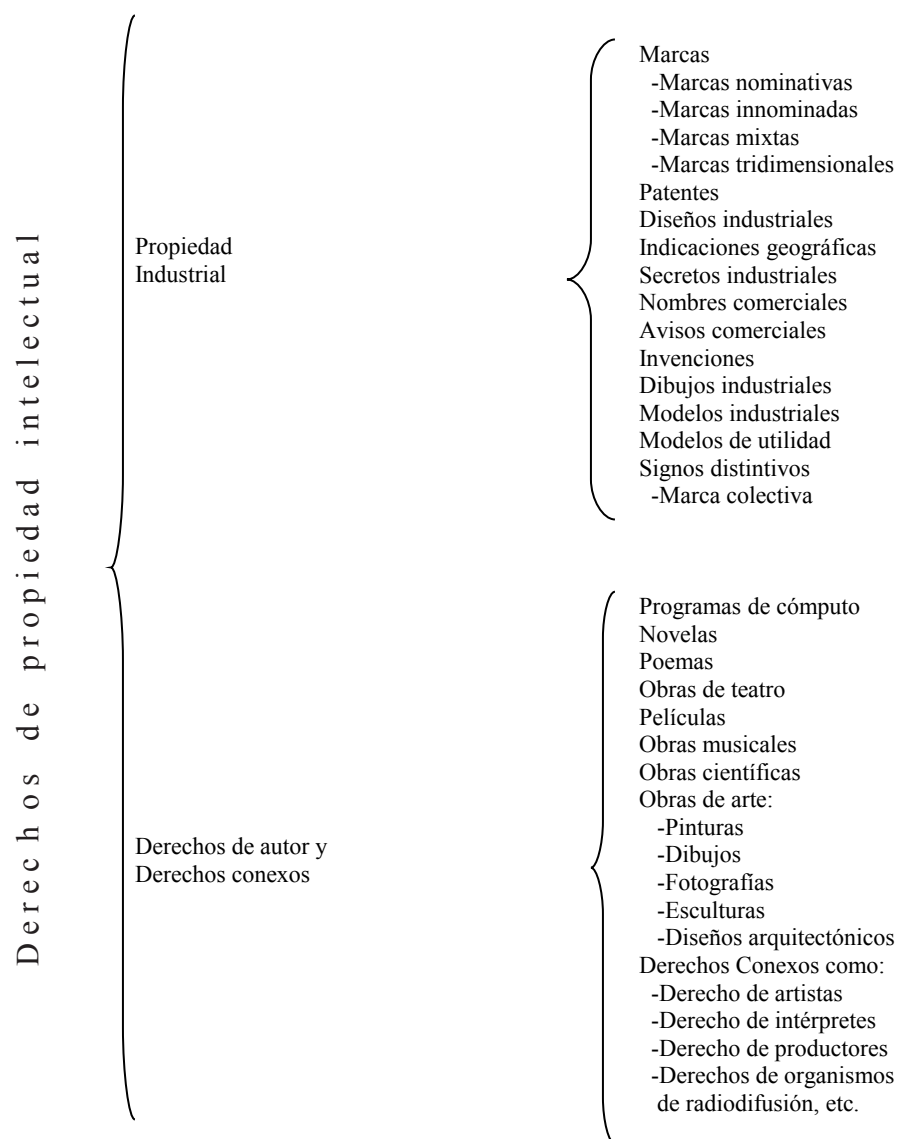 Derechos de propiedad intelectual
Propiedad
Industrial
Marcas
-Marcas nominativas
-Marcas innominadas
-Marcas mixtas
-Marcas tridimensionales
Patentes
Diseños industriales
Indicaciones geográficas
Secretos industriales
Nombres comerciales
Avisos comerciales
Invenciones
Dibujos industriales
Modelos industriales
Modelos de utilidad
Signos distintivos
-Marca colectiva
Derechos de autor y
Derechos conexos
Programas de cómputo
Novelas
Poemas
Obras de teatro
Películas
Obras musicales
Obras científicas
Obras de arte:
-Pinturas
-Dibujos
-Fotografías
-Esculturas
-Diseños arquitectónicos
Derechos Conexos como:
-Derecho de artistas
-Derecho de intérpretes
-Derecho de productores
-Derechos de organismos
de radiodifusión, etc.